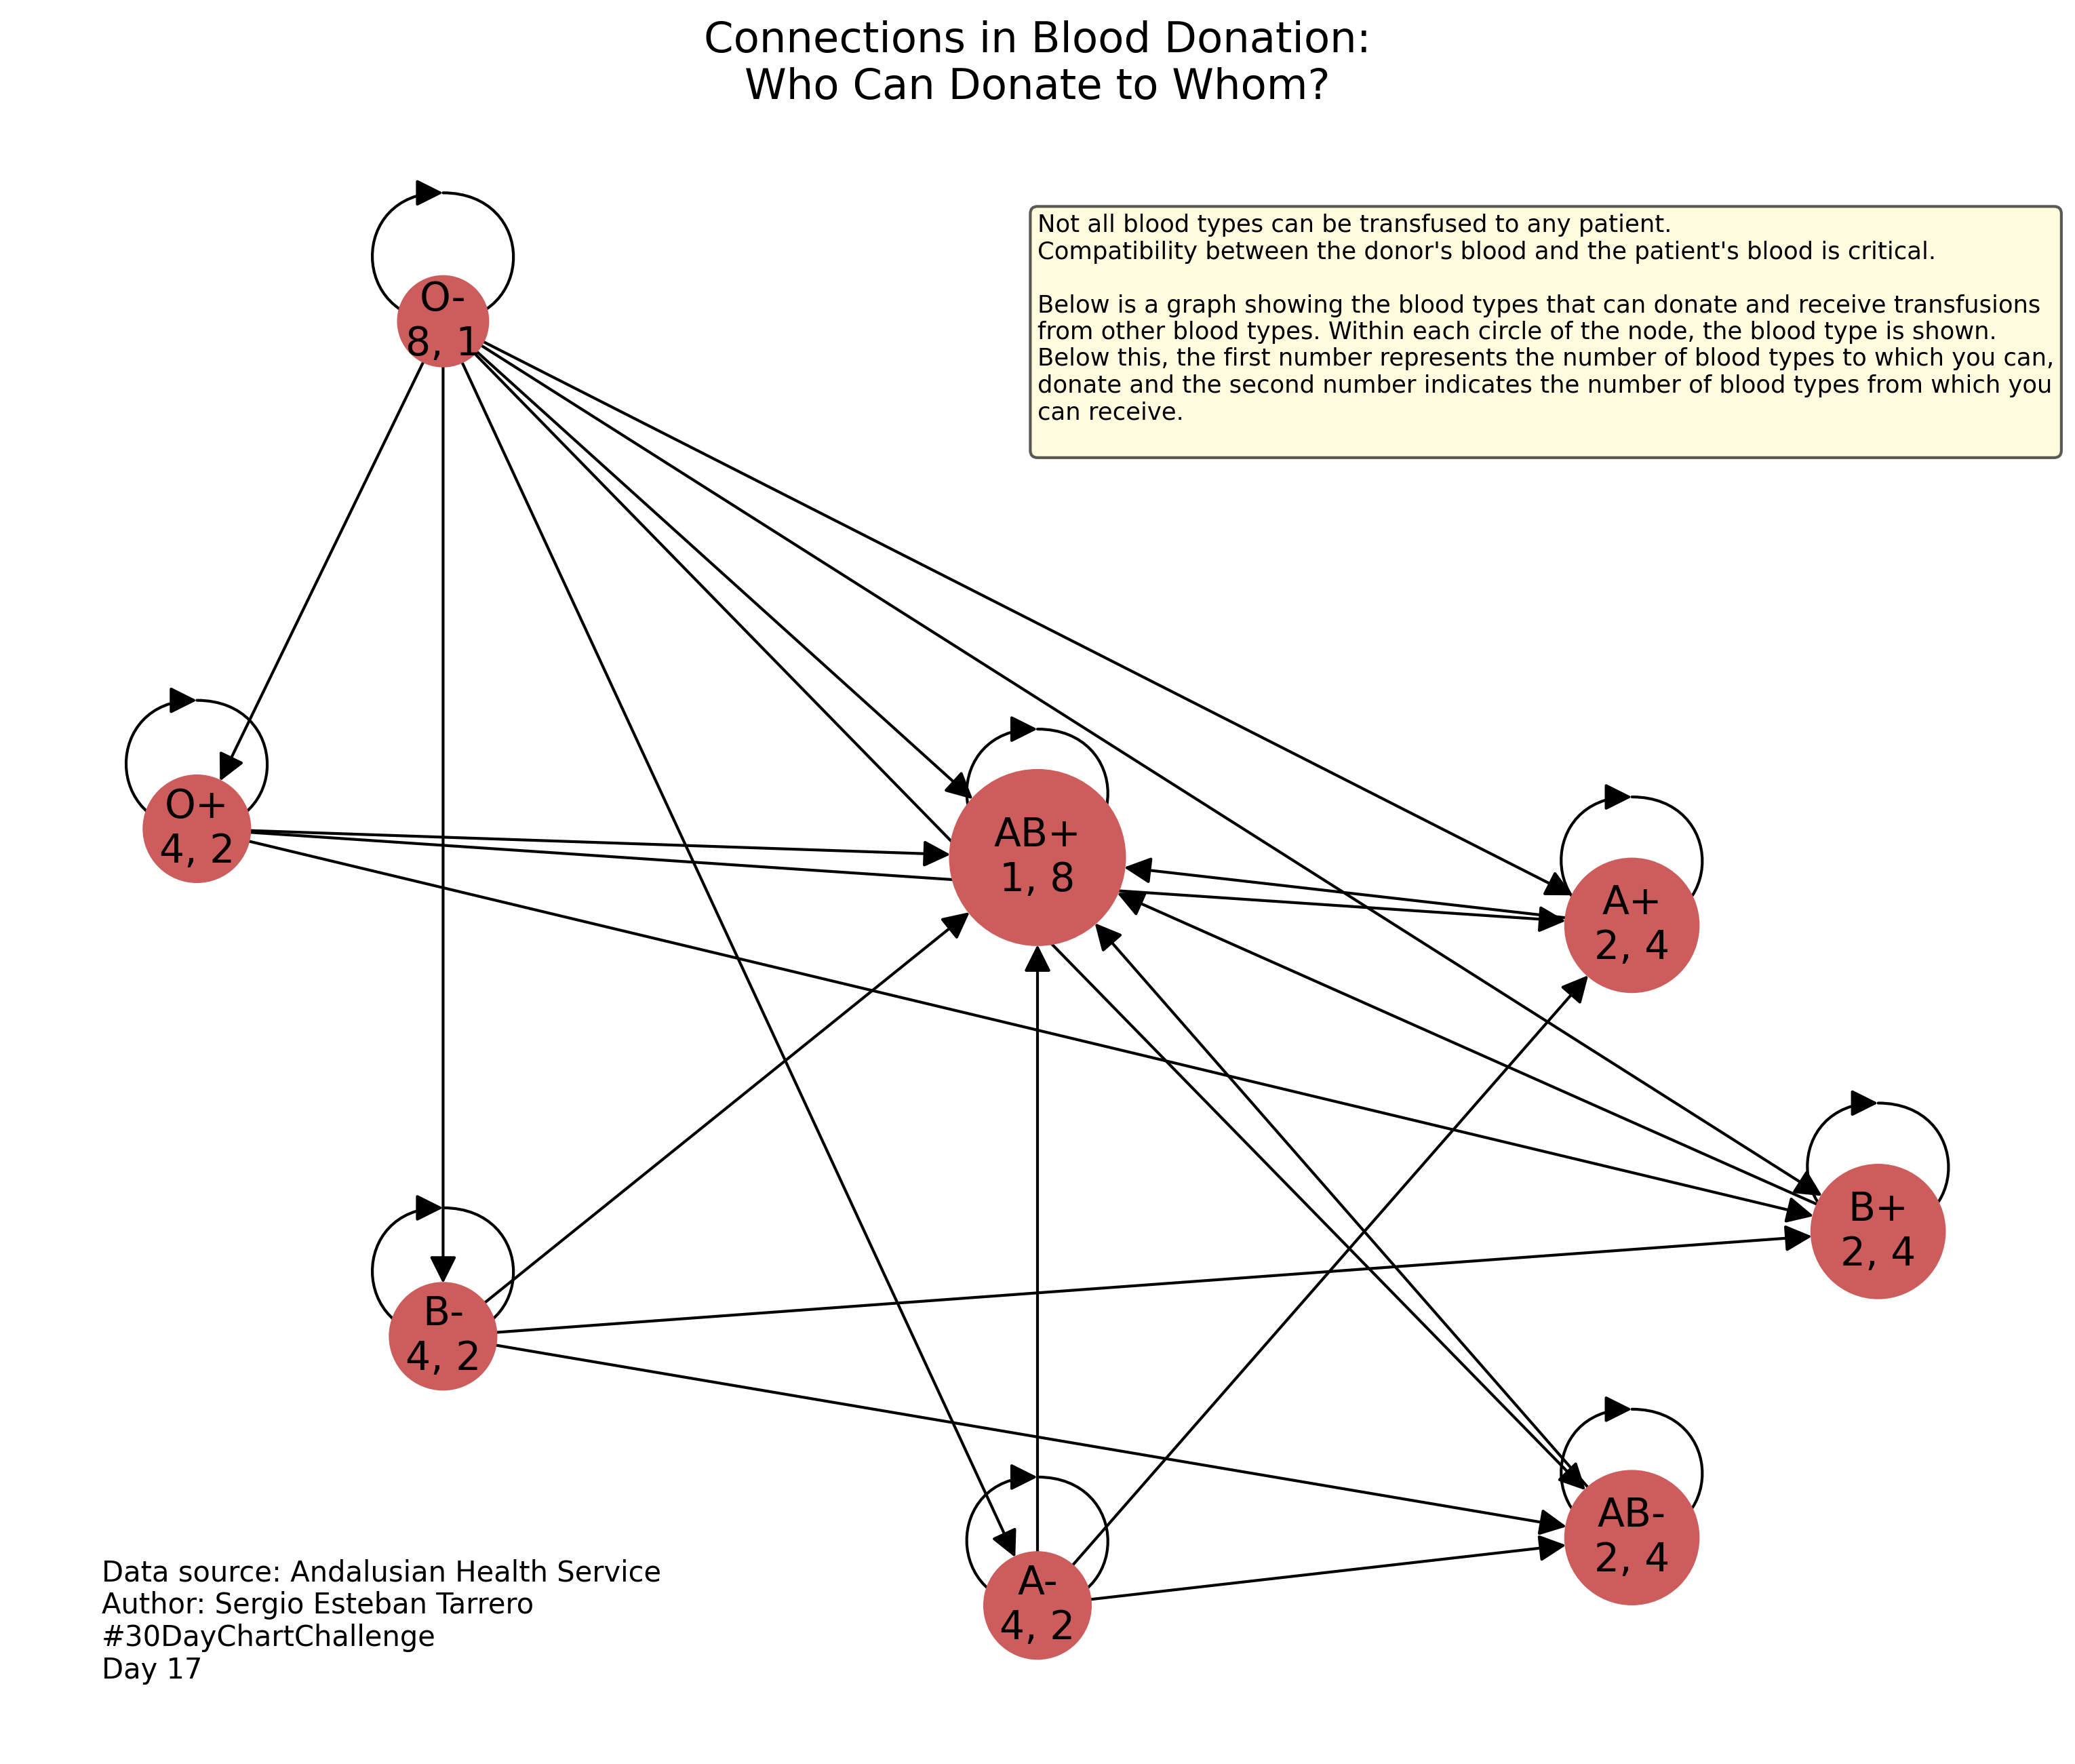 Connections in Blood Donation:
Who Can Donate to Whom?
Not all blood types can be transfused to any patient.
Compatibility between the donor's blood and the patient's blood is critical.
Below is a graph showing the blood types that can donate and receive transfusions
from other blood types. Within each circle of the node, the blood type is shown.
Below this, the first number represents the number of blood types to which you can,
donate and the second number indicates the number of blood types from which you
can receive.
O-
8, 1
O+
4, 2
AB+
1, 8
A+
2, 4
B+
2, 4
B-
4, 2
AB-
2, 4
A-
4, 2
Data source: Andalusian Health Service
Author: Sergio Esteban Tarrero
#30DayChartChallenge
Day 17